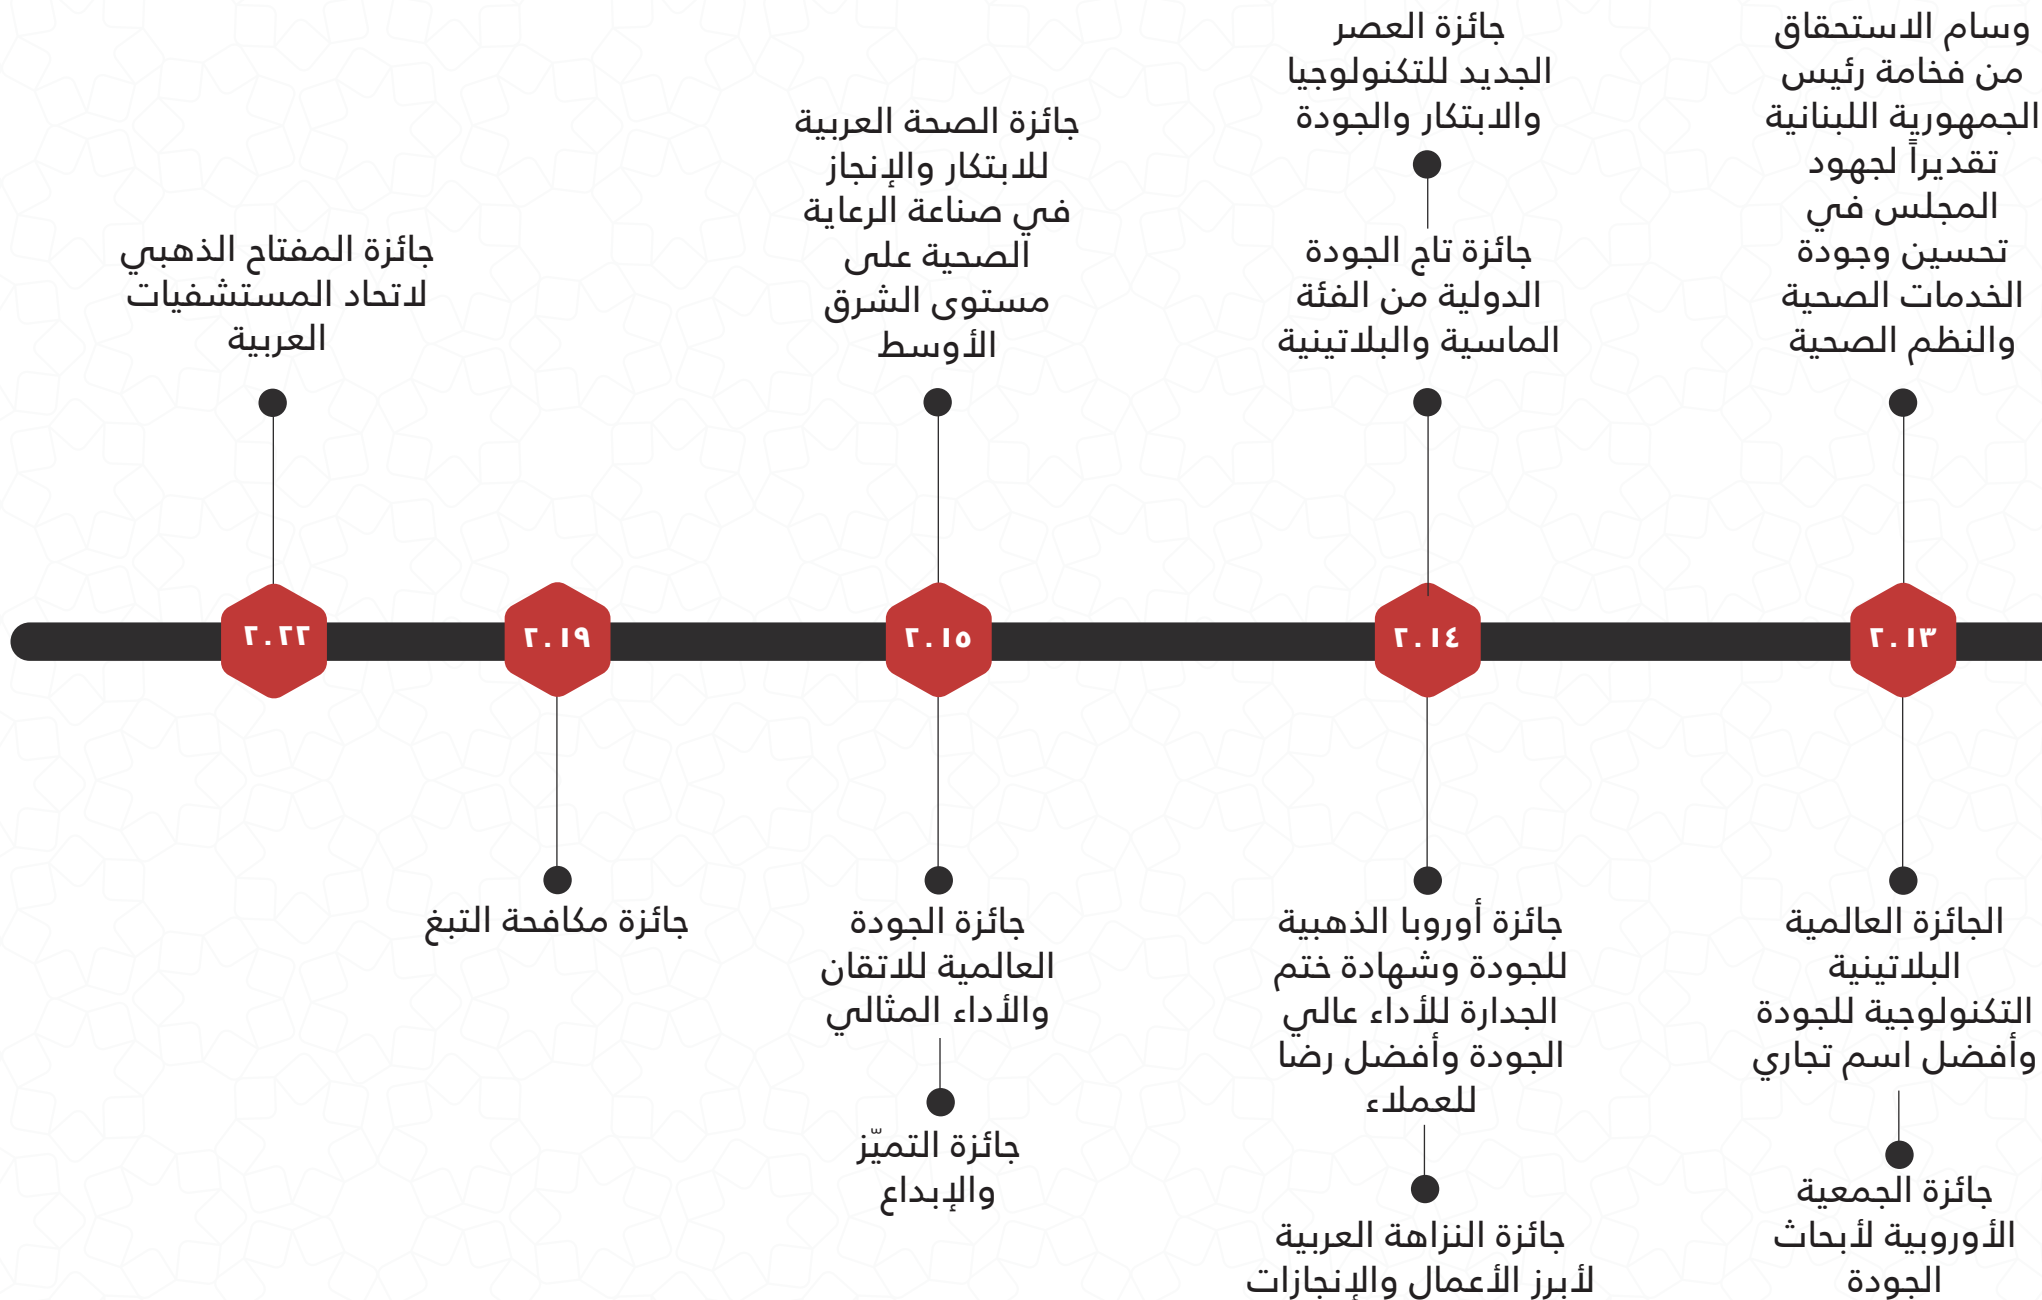 وسام الاستحقاق
من فخامة رئيس
الجمهورية اللبنانية
تقديراً لجهود
المجلس في
تحسين وجودة
الخدمات الصحية
والنظم الصحية
٢٠١٣
الجائزة العالمية
البلاتينية
التكنولوجية للجودة
وأفضل اسم تجاري
جائزة الجمعية
الأوروبية لأبحاث
الجودة
جائزة العصر
الجديد للتكنولوجيا
والابتكار والجودة
جائزة تاج الجودة
الدولية من الفئة
الماسية والبلاتينية
٢٠١٤
جائزة أوروبا الذهبية
للجودة وشهادة ختم
الجدارة للأداء عالي
الجودة وأفضل رضا
للعملاء
جائزة النزاهة العربية
لأبرز الأعمال والإنجازات
جائزة الصحة العربية
للابتكار والإنجاز
في صناعة الرعاية
الصحية على
مستوى الشرق
الأوسط
٢٠١٥
جائزة الجودة
العالمية للاتقان
والأداء المثالي
جائزة التميّز
والإبداع
٢٠١٩
جائزة مكافحة التبغ
جائزة المفتاح الذهبي
لاتحاد المستشفيات
العربية
٢٠٢٢